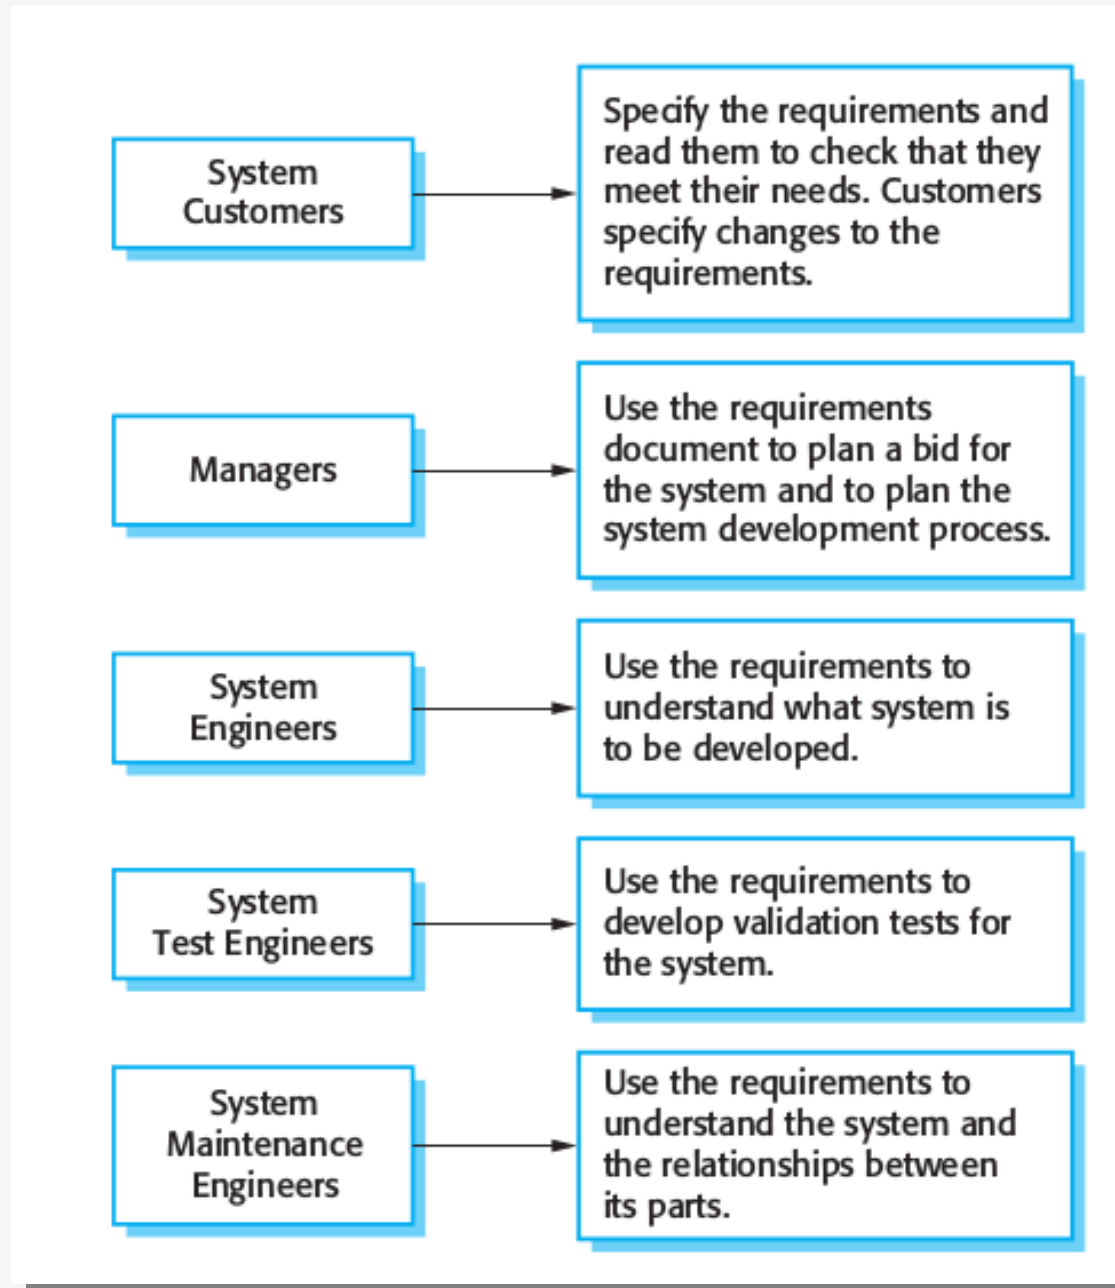 System
Customers
Specify the requirements and
read them to check that they
meet their needs. Customers
specify changes to the
requirements.
Managers
Use the requirements
document to plan a bid for
the system and to plan the
system development process.
System
Engineers
Use the requirements to
understand what system is
to be developed.
System
Test Engineers
Use the requirements to
develop validation tests for
the system.
System
Maintenance
Engineers
Use the requirements to
understand the system and
the relationships between
its parts.